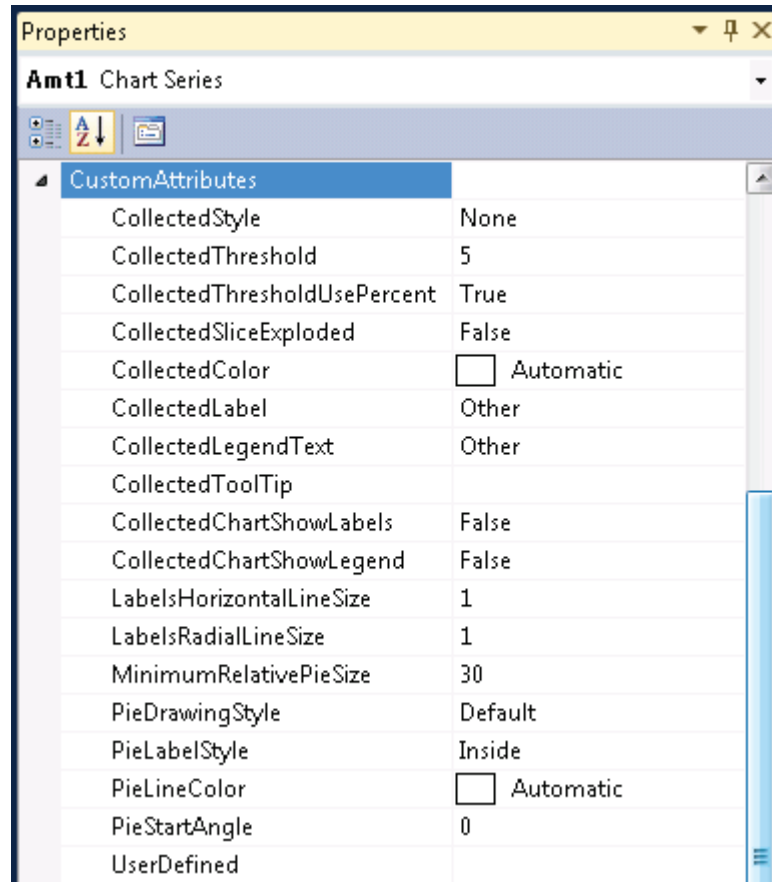 Properties
Amt1 Chart Series
A Z
CustomAttributes
CollectedStyle None
CollectedThreshold 5
CollectedThresholdUsePercent True
CollectedSliceExploded False
CollectedColor Automatic
CollectedLabel Other
CollectedLegendText Other
CollectedToolTip
CollectedChartShowLabels False
CollectedChartShowLegend False
LabelsHorizontalLineSize 1
LabelsRadialLineSize 1
MinimumRelativePieSize 30
PieDrawingStyle Default
PieLabelStyle Inside
PieLineColor Automatic
PieStartAngle 0
UserDefined